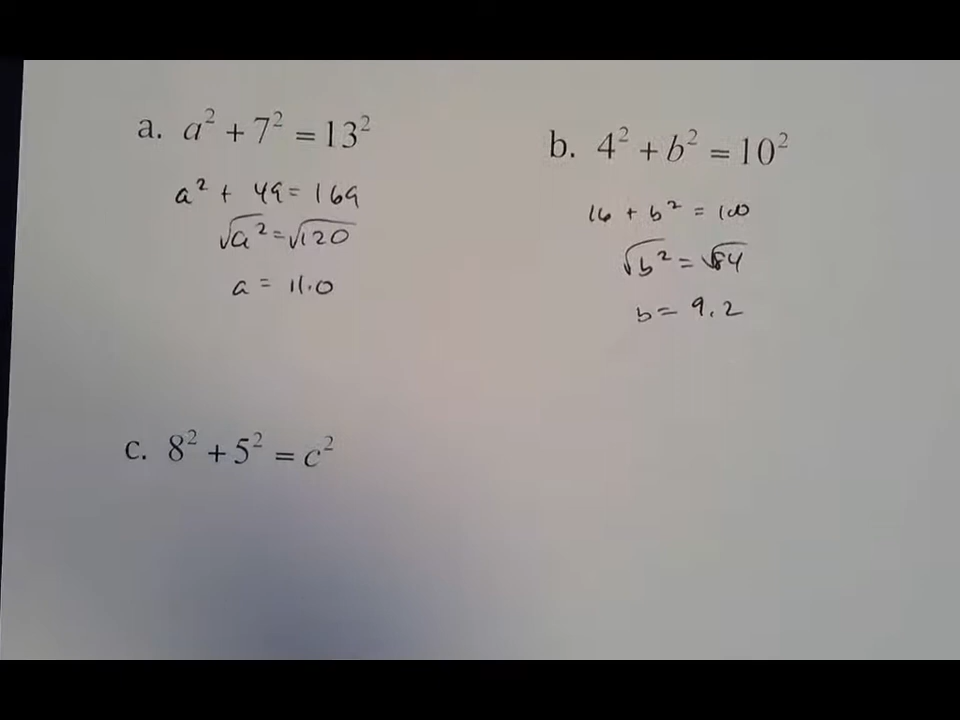 a. a² + 7² = 13²
a² + 49 = 169
√a² = √120
a = 11.0
b. 4² + b² = 10²
16 + b² = 100
√b² = √84
b = 9.2
c. 8² + 5² = c²